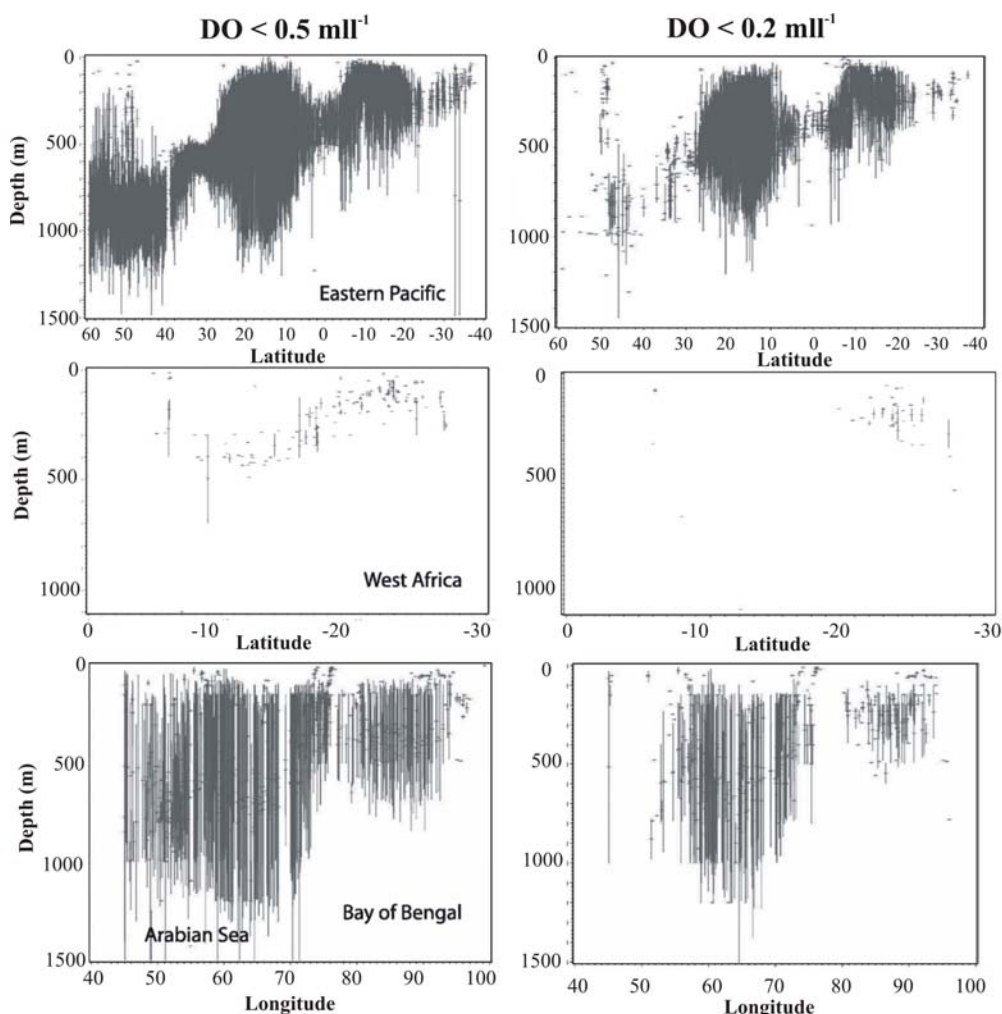 DO < 0.5 mll⁻¹
DO < 0.2 mll⁻¹
0
500
1000
1500
Depth (m)
60 50 40 30 20 10 0 -10 -20 -30 -40
Latitude
Eastern Pacific
0
500
1000
1500
Depth (m)
60 50 40 30 20 10 0 -10 -20 -30 -40
Latitude
0
500
1000
Depth (m)
0 -10 -20 -30
Latitude
West Africa
0
500
1000
Depth (m)
0 -10 -20 -30
Latitude
0
500
1000
1500
Depth (m)
40 50 60 70 80 90 100
Longitude
Arabian Sea
Bay of Bengal
0
500
1000
1500
Depth (m)
40 50 60 70 80 90 100
Longitude